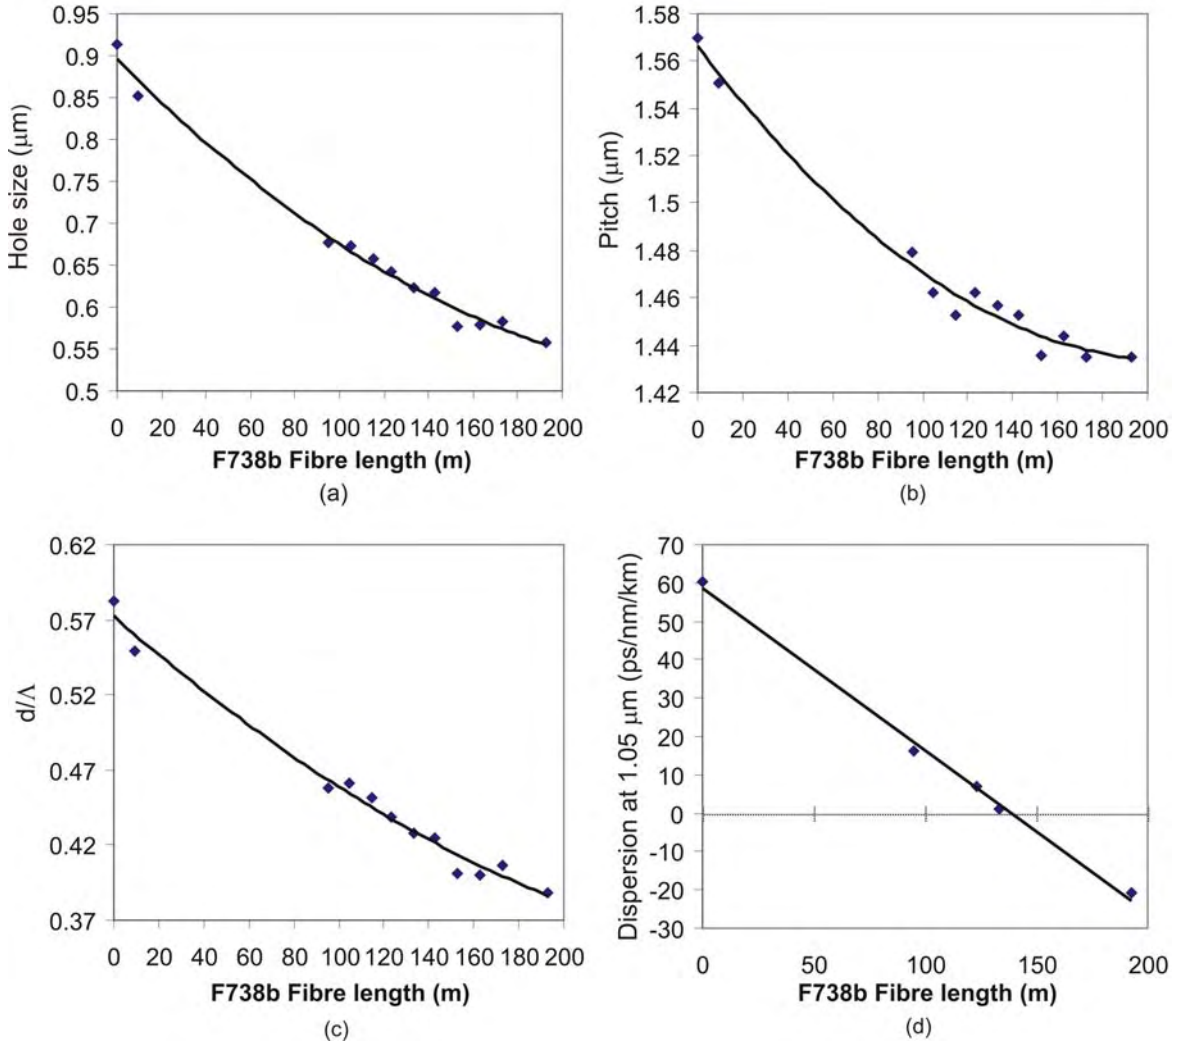 0.95
0.9
0.85
0.8
0.75
0.7
0.65
0.6
0.55
0.5
Hole size (μm)
0 20 40 60 80 100 120 140 160 180 200
F738b Fibre length (m)
(a)
1.58
1.56
1.54
1.52
1.5
1.48
1.46
1.44
1.42
Pitch (μm)
0 20 40 60 80 100 120 140 160 180 200
F738b Fibre length (m)
(b)
0.62
0.57
0.52
0.47
0.42
0.37
d/Λ
0 20 40 60 80 100 120 140 160 180 200
F738b Fibre length (m)
(c)
70
60
50
40
30
20
10
0
-10
-20
-30
Dispersion at 1.05 μm (ps/nm/km)
0 50 100 150 200
F738b Fibre length (m)
(d)